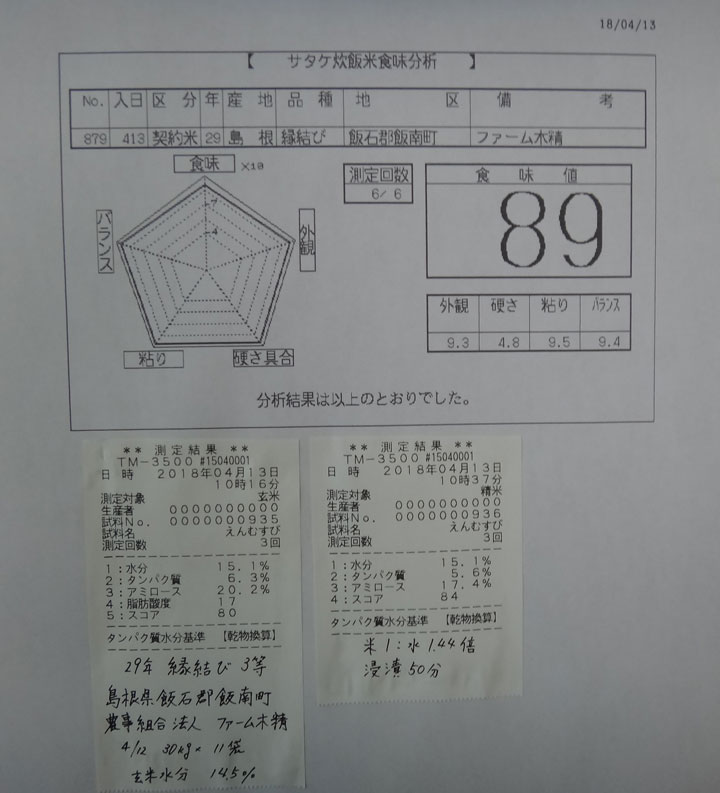 18/04/13
【 サタケ炊飯米食味分析 】
No. 入日 区分 年 産地 品種 地区 備考
879 413 契約米 29 島根 縁結び 飯石郡飯南町 ファーム木精
食味 ×10
7
4
バランス
外観
粘り
硬さ具合
測定回数
6/ 6
食味値
89
外観 硬さ 粘り バランス
9.3 4.8 9.5 9.4
分析結果は以上のとおりでした。
** 測定結果 **
TM-3500 #15040001
日 時 2018年04月13日
10時16分
測定対象 玄米
生産者 0000000000
試料No. 0000000935
試料名 えんむすび
測定回数 3回
1:水分 15.1%
2:タンパク質 6.3%
3:アミロース 20.2%
4:脂肪酸度 17
5:スコア 80
タンパク質水分基準 【乾物換算】
29年 縁結び 3等
島根県飯石郡飯南町
農事組合法人 ファーム木精
4/12 30kg× 11袋
玄米水分 14.5%
** 測定結果 **
TM-3500 #15040001
日 時 2018年04月13日
10時37分
測定対象 精米
生産者 0000000000
試料No. 0000000936
試料名 えんむすび
測定回数 3回
1:水分 15.1%
2:タンパク質 5.6%
3:アミロース 17.4%
4:スコア 84
タンパク質水分基準 【乾物換算】
米1:水1.44倍
浸漬50分